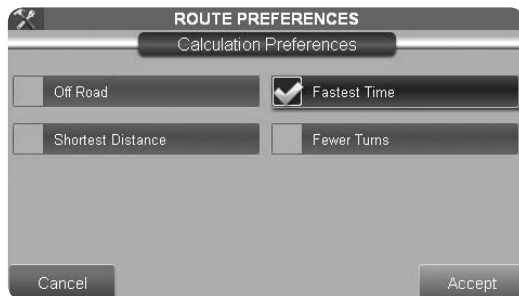 ROUTE PREFERENCES
Calculation Preferences
Off Road
Fastest Time
Shortest Distance
Fewer Turns
Cancel
Accept